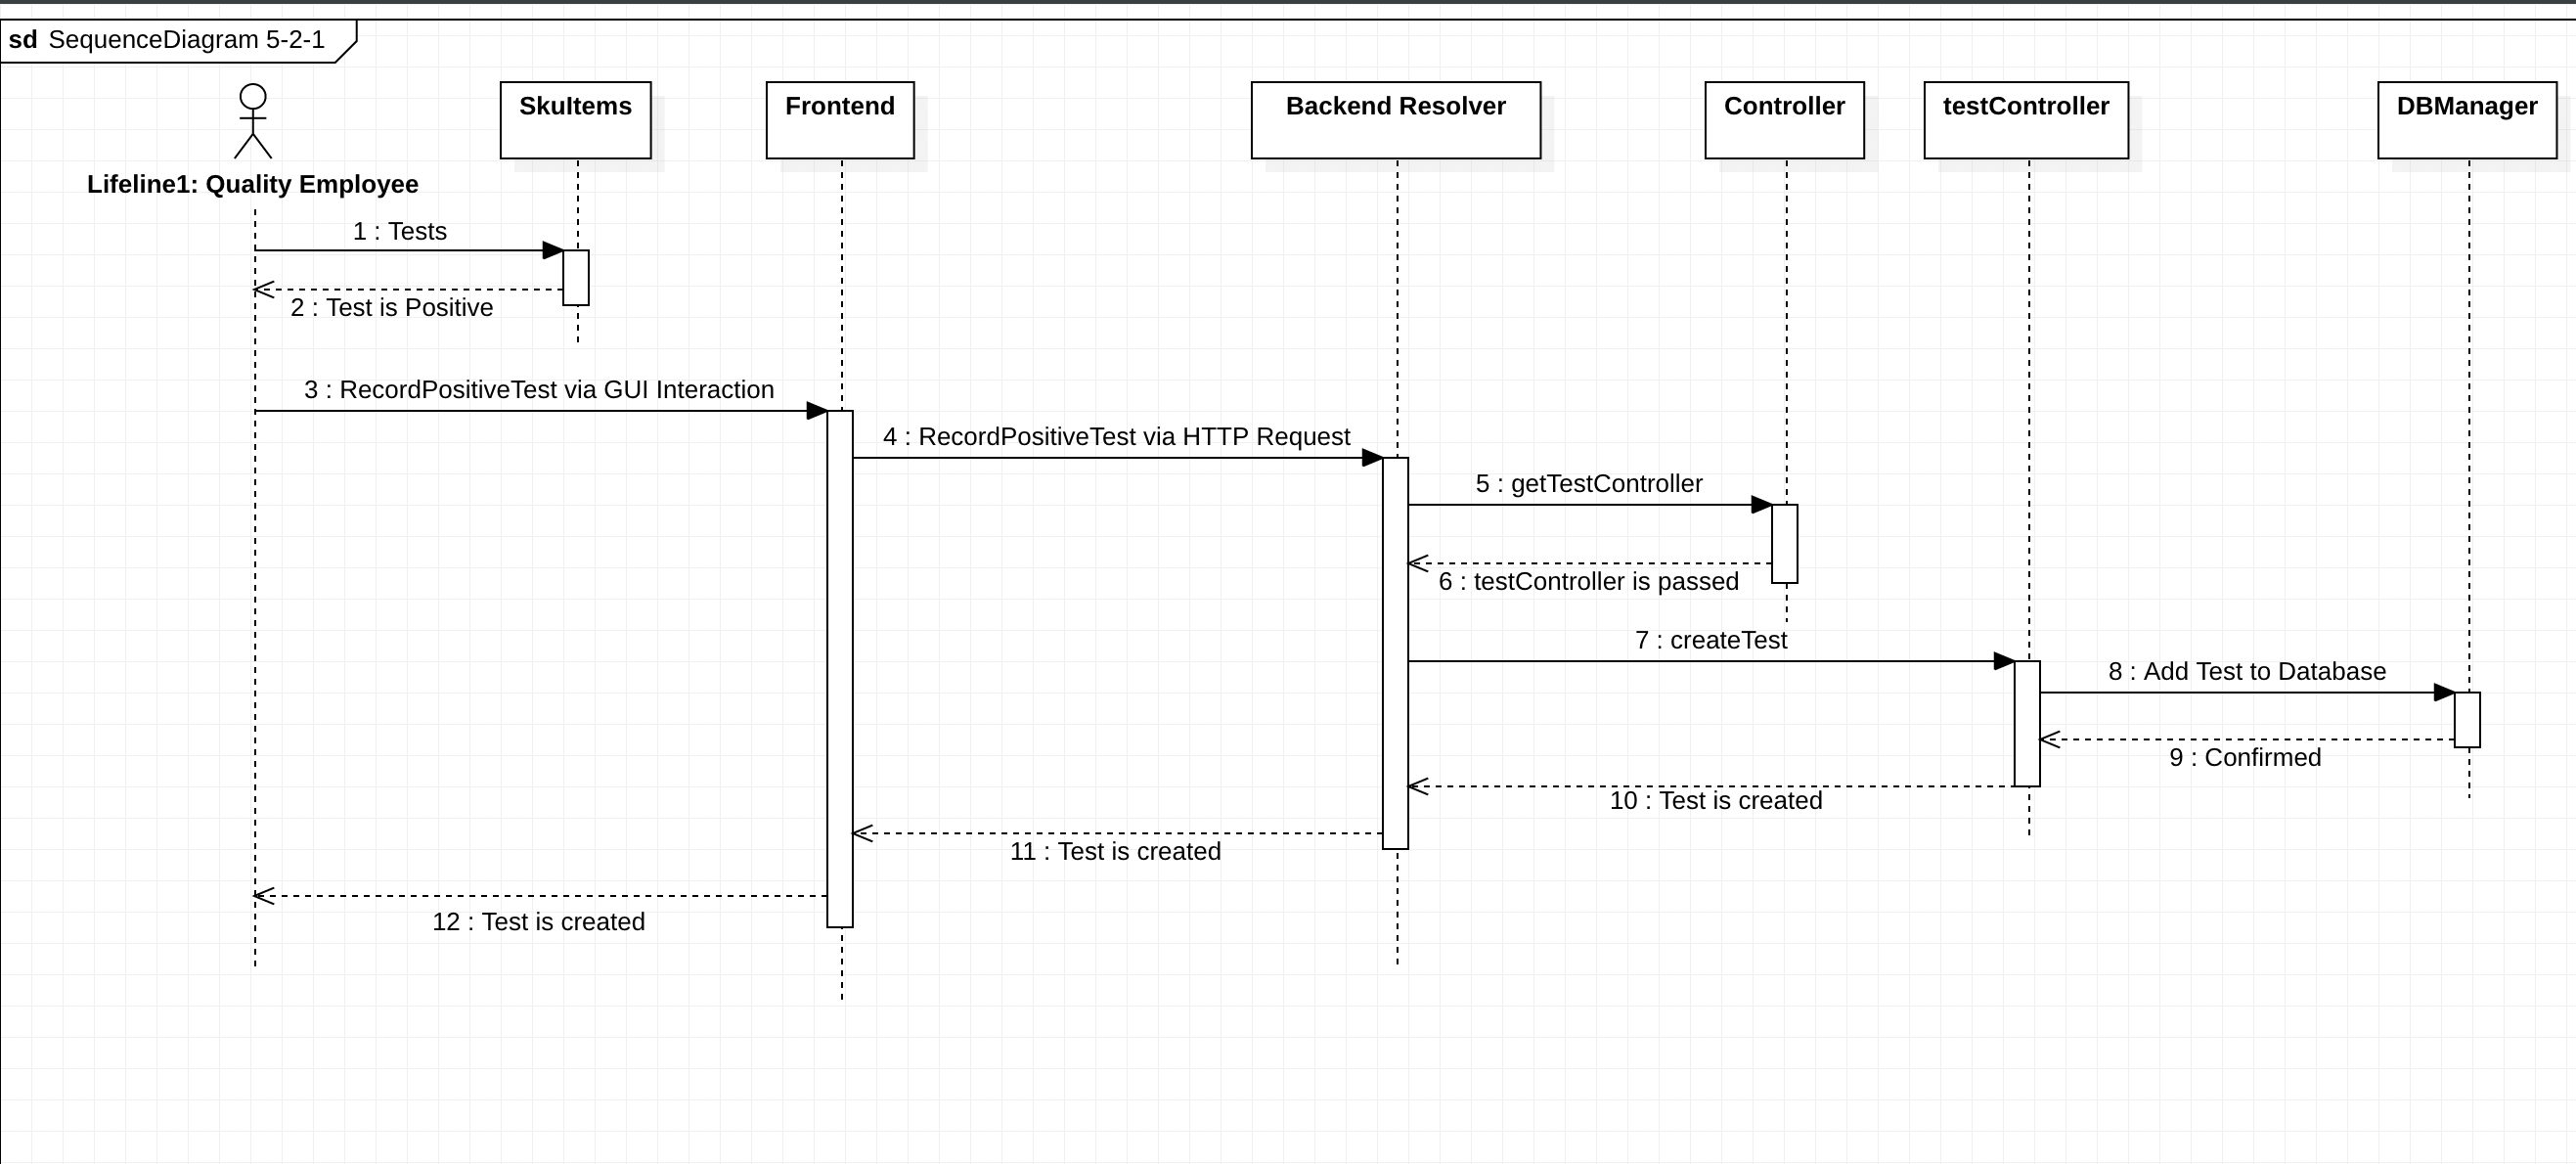 sd SequenceDiagram 5-2-1
SkuItems
Frontend
Backend Resolver
Controller
testController
DBManager
Lifeline1: Quality Employee
1 : Tests
2 : Test is Positive
3 : RecordPositiveTest via GUI Interaction
4 : RecordPositiveTest via HTTP Request
5 : getTestController
6 : testController is passed
7 : createTest
8 : Add Test to Database
9 : Confirmed
10 : Test is created
11 : Test is created
12 : Test is created